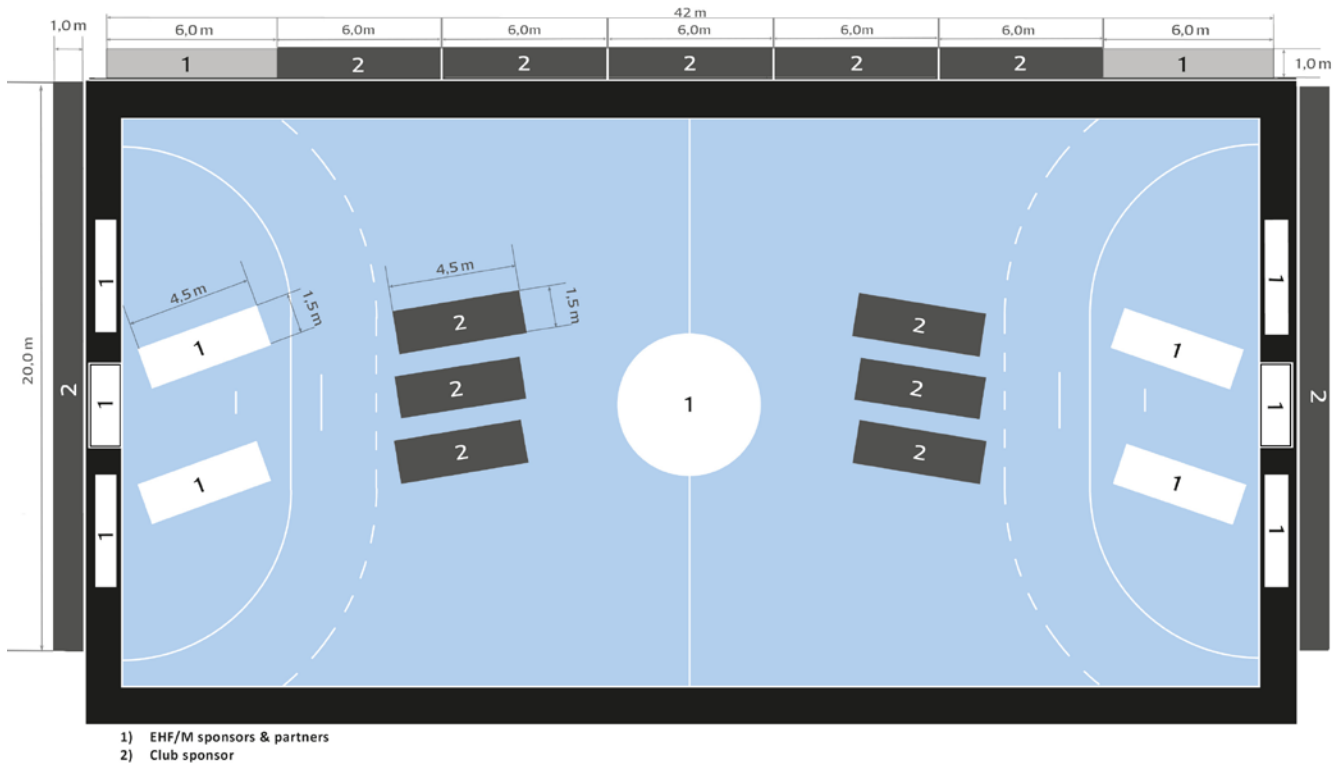 42 m
1,0 m 6,0 m 6,0m 6,0m 6,0m 6,0m 6,0m 6,0 m
1 2 2 2 2 2 1 1,0 m
4,5 m 1,5 m
4,5 m 1,5 m
1 1
2 2
1 1
20,0 m 2 2
2 2
1 1 1
2 2
1 1
1 1
1) EHF/M sponsors & partners
2) Club sponsor